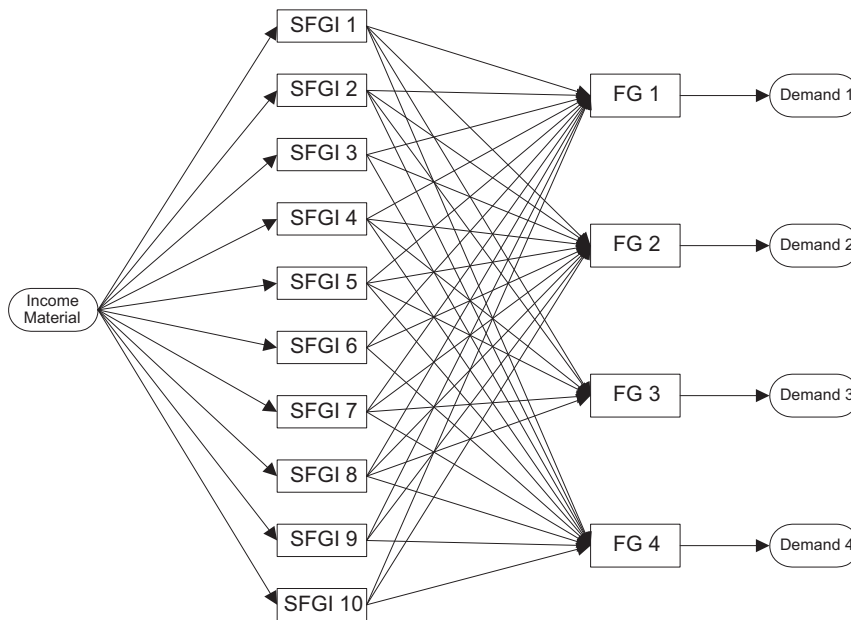 SFGI 1
SFGI 2
SFGI 3
SFGI 4
SFGI 5
SFGI 6
SFGI 7
SFGI 8
SFGI 9
SFGI 10
Income
Material
FG 1
FG 2
FG 3
FG 4
Demand 1
Demand 2
Demand 3
Demand 4